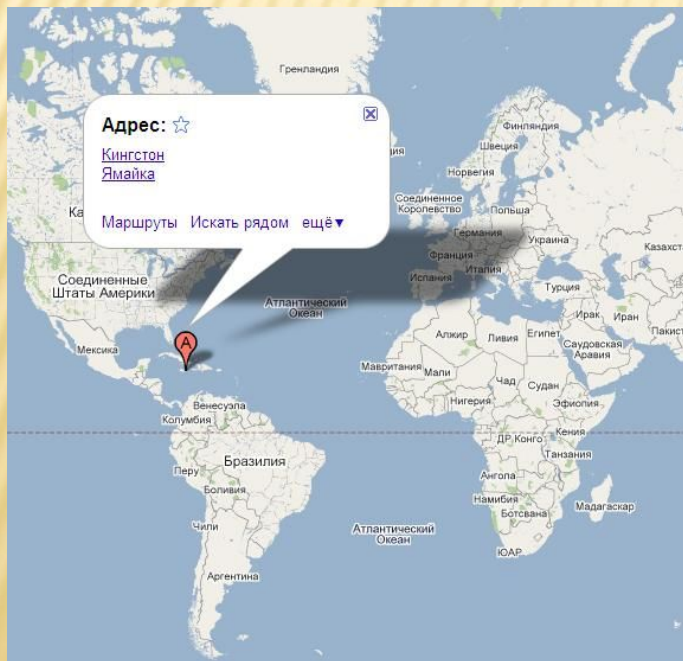 Гренландия
Адрес:
Кингстон
Ямайка
Маршруты Искать рядом ещё▼
Финляндия
Швеция
Норвегия
Соединенное
Королевство
Польша
Германия
Украина
Казахст
Франция
Италия
Испания
Турция
Соединенные
Штаты Америки
Атлантический
Океан
Ирак
Иран
Пакист
Алжир
Ливия
Египет
Саудовская
Аравия
A
Мексика
Мавритания
Мали
Чад
Судан
Нигерия
Эфиопия
Венесуэла
Колумбия
ДР Конго
Кения
Танзания
Бразилия
Перу
Боливия
Ангола
Намибия
Ботсвана
Мадагаскар
Чили
Атлантический
Океан
ЮАР
Аргентина